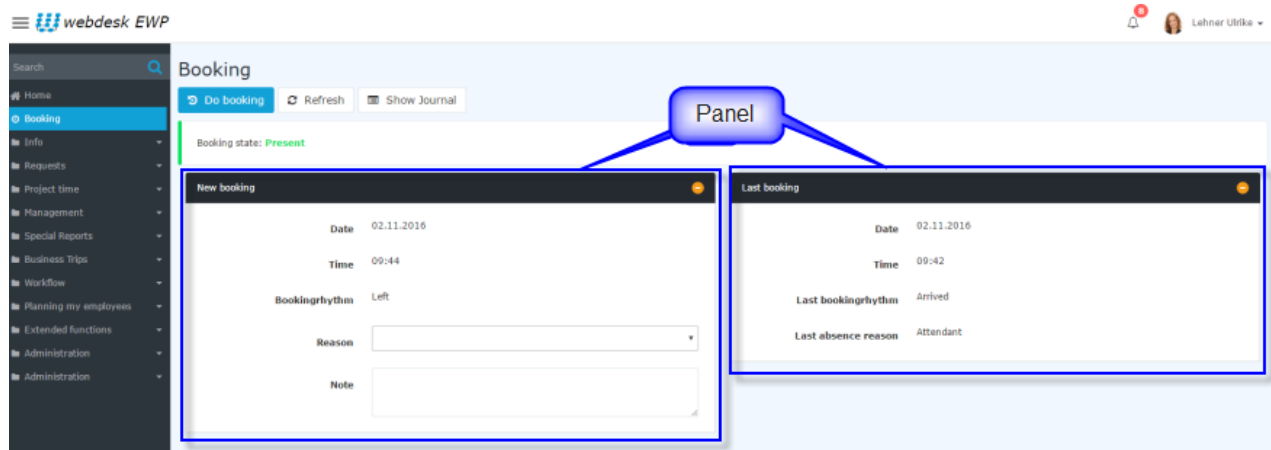 webdesk EWP
8
Lehner Ulrike
Search
Home
Booking
Info
Requests
Project time
Management
Special Reports
Business Trips
Workflow
Planning my employees
Extended functions
Administration
Administration
Booking
Do booking
Refresh
Show Journal
Panel
Booking state: Present
New booking
Date 02.11.2016
Time 09:44
Bookingrhythm Left
Reason
Note
Last booking
Date 02.11.2016
Time 09:42
Last bookingrhythm Arrived
Last absence reason Attendant